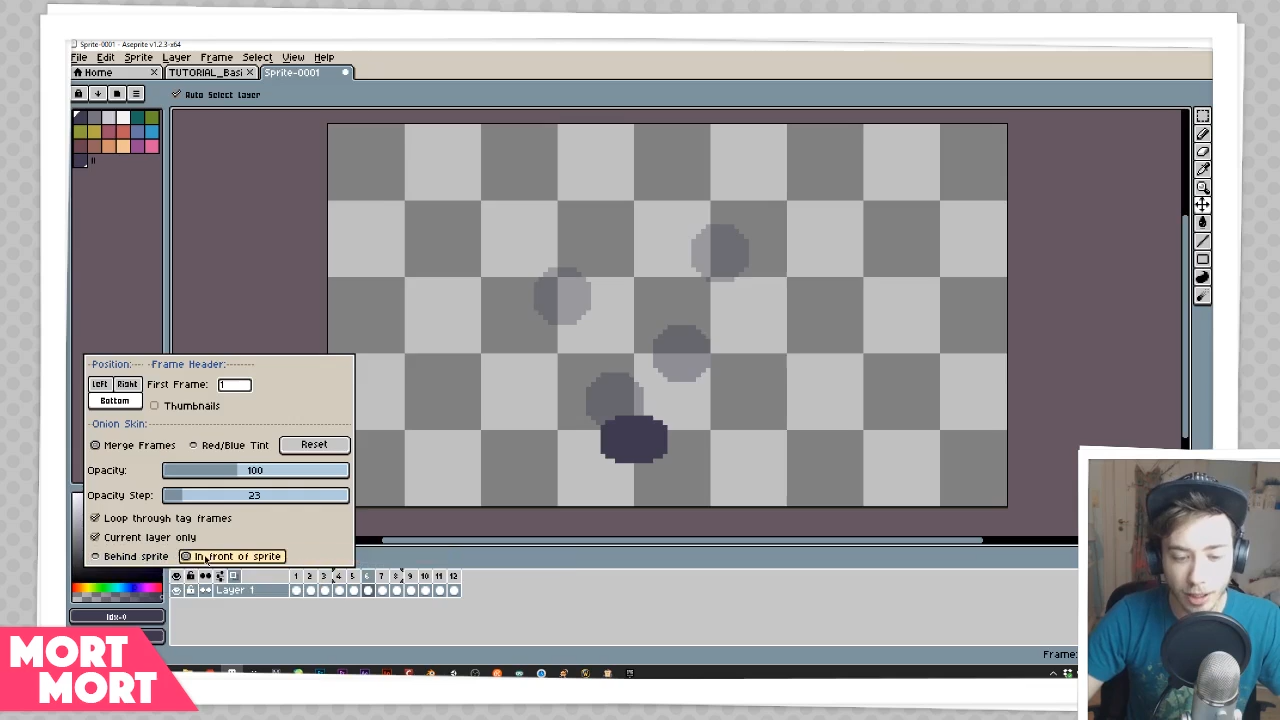 Sprite-0001 - Aseprite v1.2.3-x64
File Edit Sprite Layer Frame Select View Help
Home TUTORIAL_Basi Sprite-0001
Auto Select Layer
Position: Frame Header:
Left Right First Frame: 1
Bottom Thumbnails
Onion Skin:
Merge Frames Red/Blue Tint Reset
Opacity: 100
Opacity Step: 23
Loop through tag frames
Current layer only
Behind sprite In front of sprite
1 2 3 4 5 6 7 8 9 10 11 12
Layer 1
Idx-0
Frame:
MORT
MORT